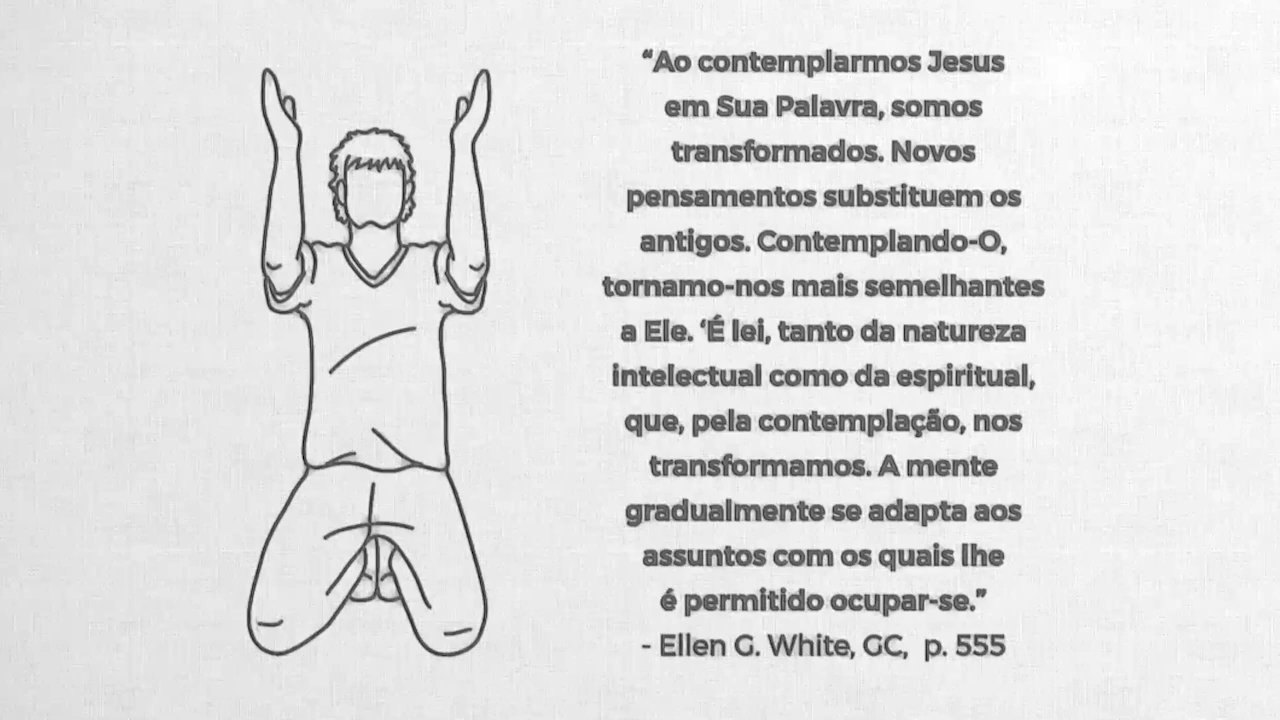 “Ao contemplarmos Jesus
em Sua Palavra, somos
transformados. Novos
pensamentos substituem os
antigos. Contemplando-O,
tornamo-nos mais semelhantes
a Ele. ‘É lei, tanto da natureza
intelectual como da espiritual,
que, pela contemplação, nos
transformamos. A mente
gradualmente se adapta aos
assuntos com os quais lhe
é permitido ocupar-se.”
- Ellen G. White, GC,  p. 555